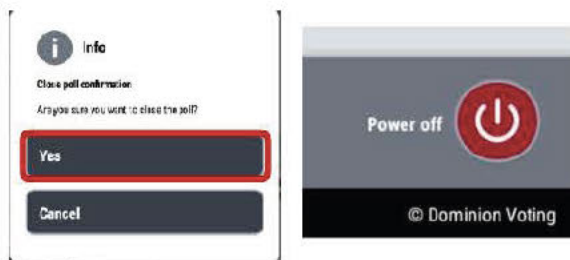 Info
Close poll confirmation
Are you sure you want to close the poll?
Yes
Cancel
Power off
© Dominion Voting